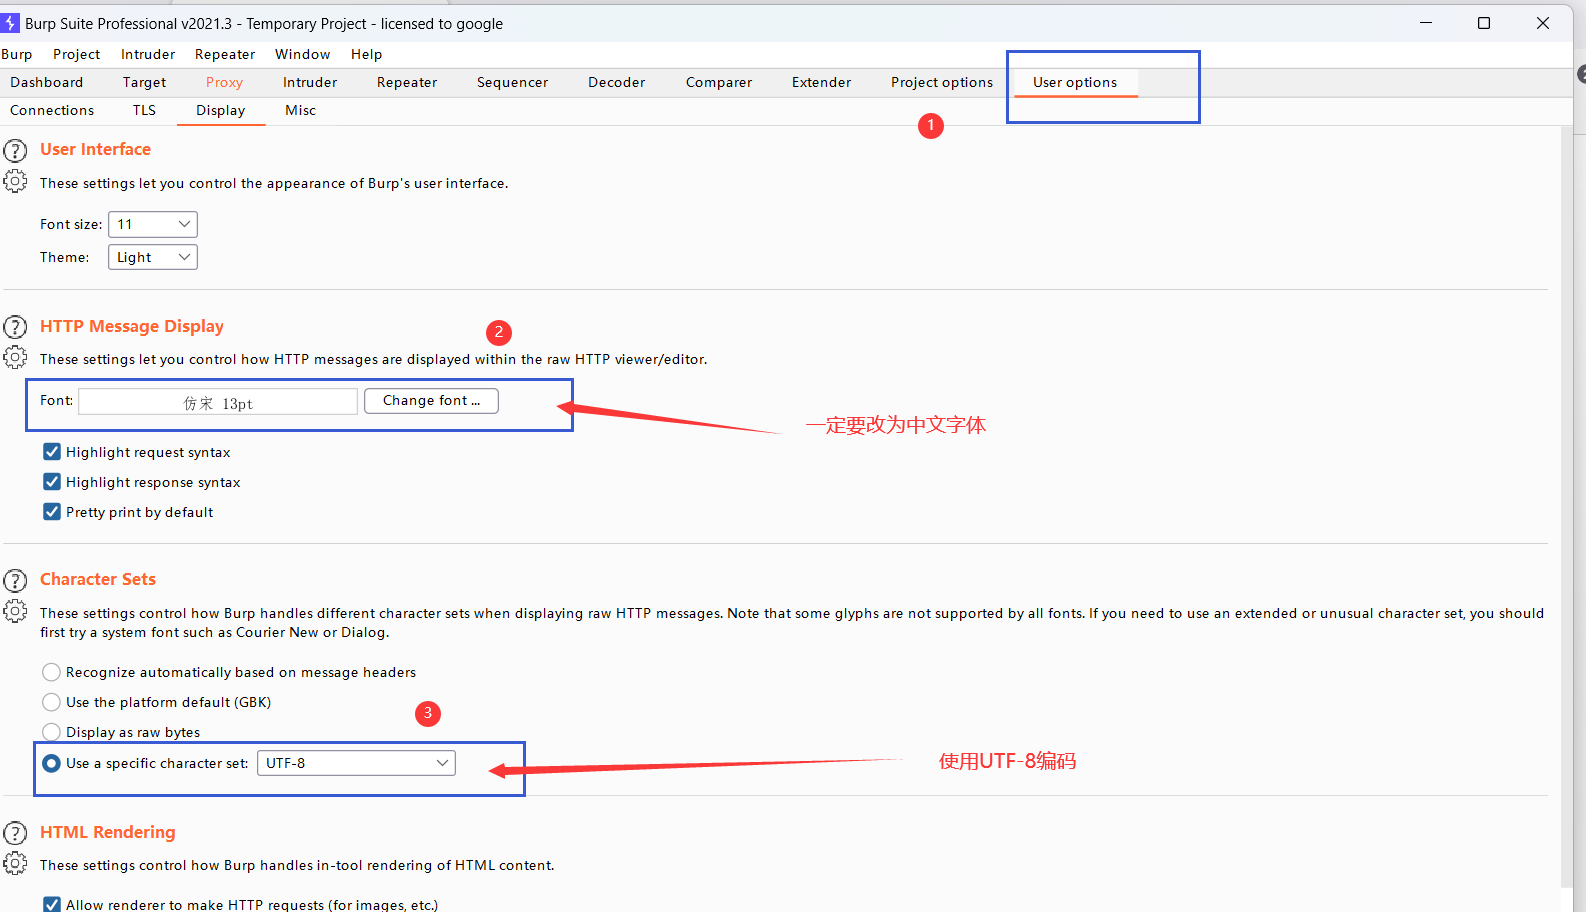 Burp Suite Professional v2021.3 - Temporary Project - licensed to google
Burp Project Intruder Repeater Window Help
Dashboard Target Proxy Intruder Repeater Sequencer Decoder Comparer Extender Project options User options
Connections TLS Display Misc
1
User Interface
These settings let you control the appearance of Burp's user interface.
Font size: 11
Theme: Light
HTTP Message Display
2
These settings let you control how HTTP messages are displayed within the raw HTTP viewer/editor.
Font: 仿宋 13pt Change font ...
一定要改为中文字体
Highlight request syntax
Highlight response syntax
Pretty print by default
Character Sets
These settings control how Burp handles different character sets when displaying raw HTTP messages. Note that some glyphs are not supported by all fonts. If you need to use an extended or unusual character set, you should
first try a system font such as Courier New or Dialog.
Recognize automatically based on message headers
Use the platform default (GBK)
3
Display as raw bytes
Use a specific character set: UTF-8
使用UTF-8编码
HTML Rendering
These settings control how Burp handles in-tool rendering of HTML content.
Allow renderer to make HTTP requests (for images, etc.)